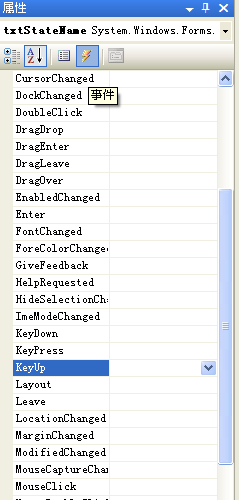 属性
txtStateName System.Windows.Forms.
CursorChanged
DockChanged
事件
DoubleClick
DragDrop
DragEnter
DragLeave
DragOver
EnabledChanged
Enter
FontChanged
ForeColorChange
GiveFeedback
HelpRequested
HideSelectionCh
ImeModeChanged
KeyDown
KeyPress
KeyUp
Layout
Leave
LocationChanged
MarginChanged
ModifiedChanged
MouseCaptureChan
MouseClick